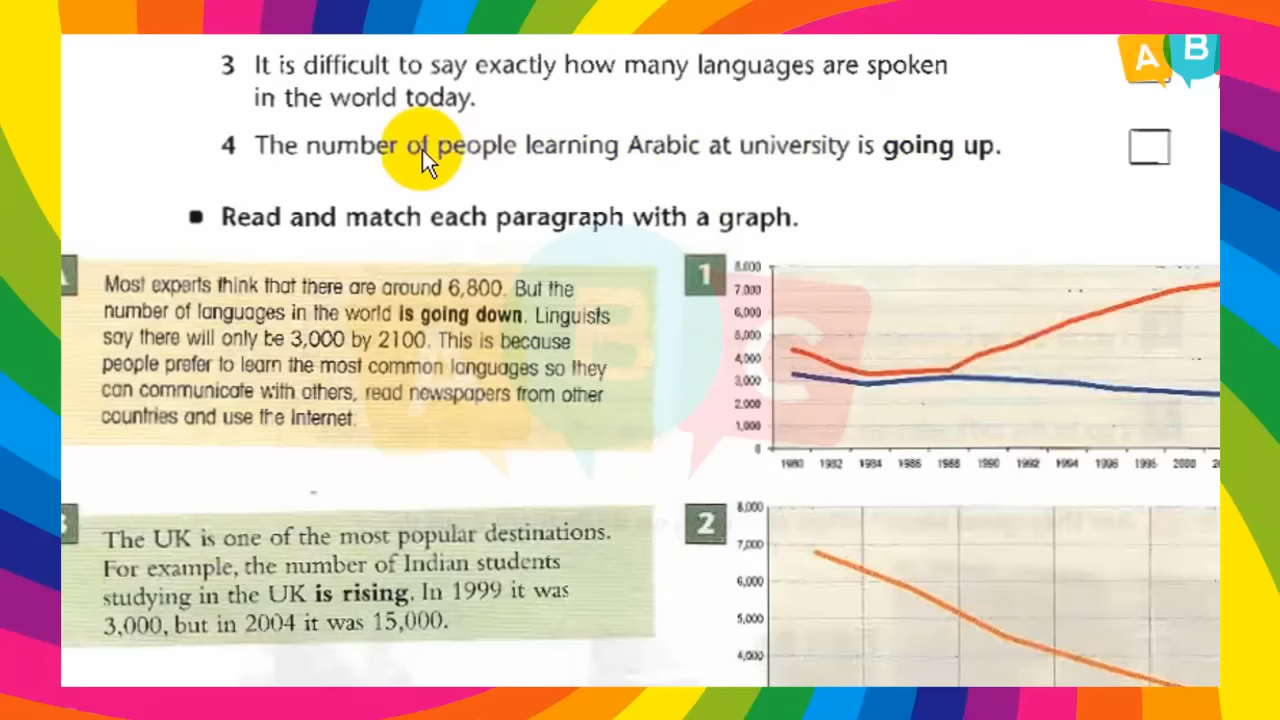 3 It is difficult to say exactly how many languages are spoken
in the world today.
4 The number of people learning Arabic at university is going up.
A B
■ Read and match each paragraph with a graph.
Most experts think that there are around 6,800. But the
number of languages in the world is going down. Linguists
say there will only be 3,000 by 2100. This is because
people prefer to learn the most common languages so they
can communicate with others, read newspapers from other
countries and use the Internet.
1
8,000
7,000
6,000
5,000
4,000
3,000
2,000
1,000
0
1980 1982 1984 1986 1988 1990 1992 1994 1996 1998 2000
A B C
The UK is one of the most popular destinations.
For example, the number of Indian students
studying in the UK is rising. In 1999 it was
3,000, but in 2004 it was 15,000.
2
8,000
7,000
6,000
5,000
4,000